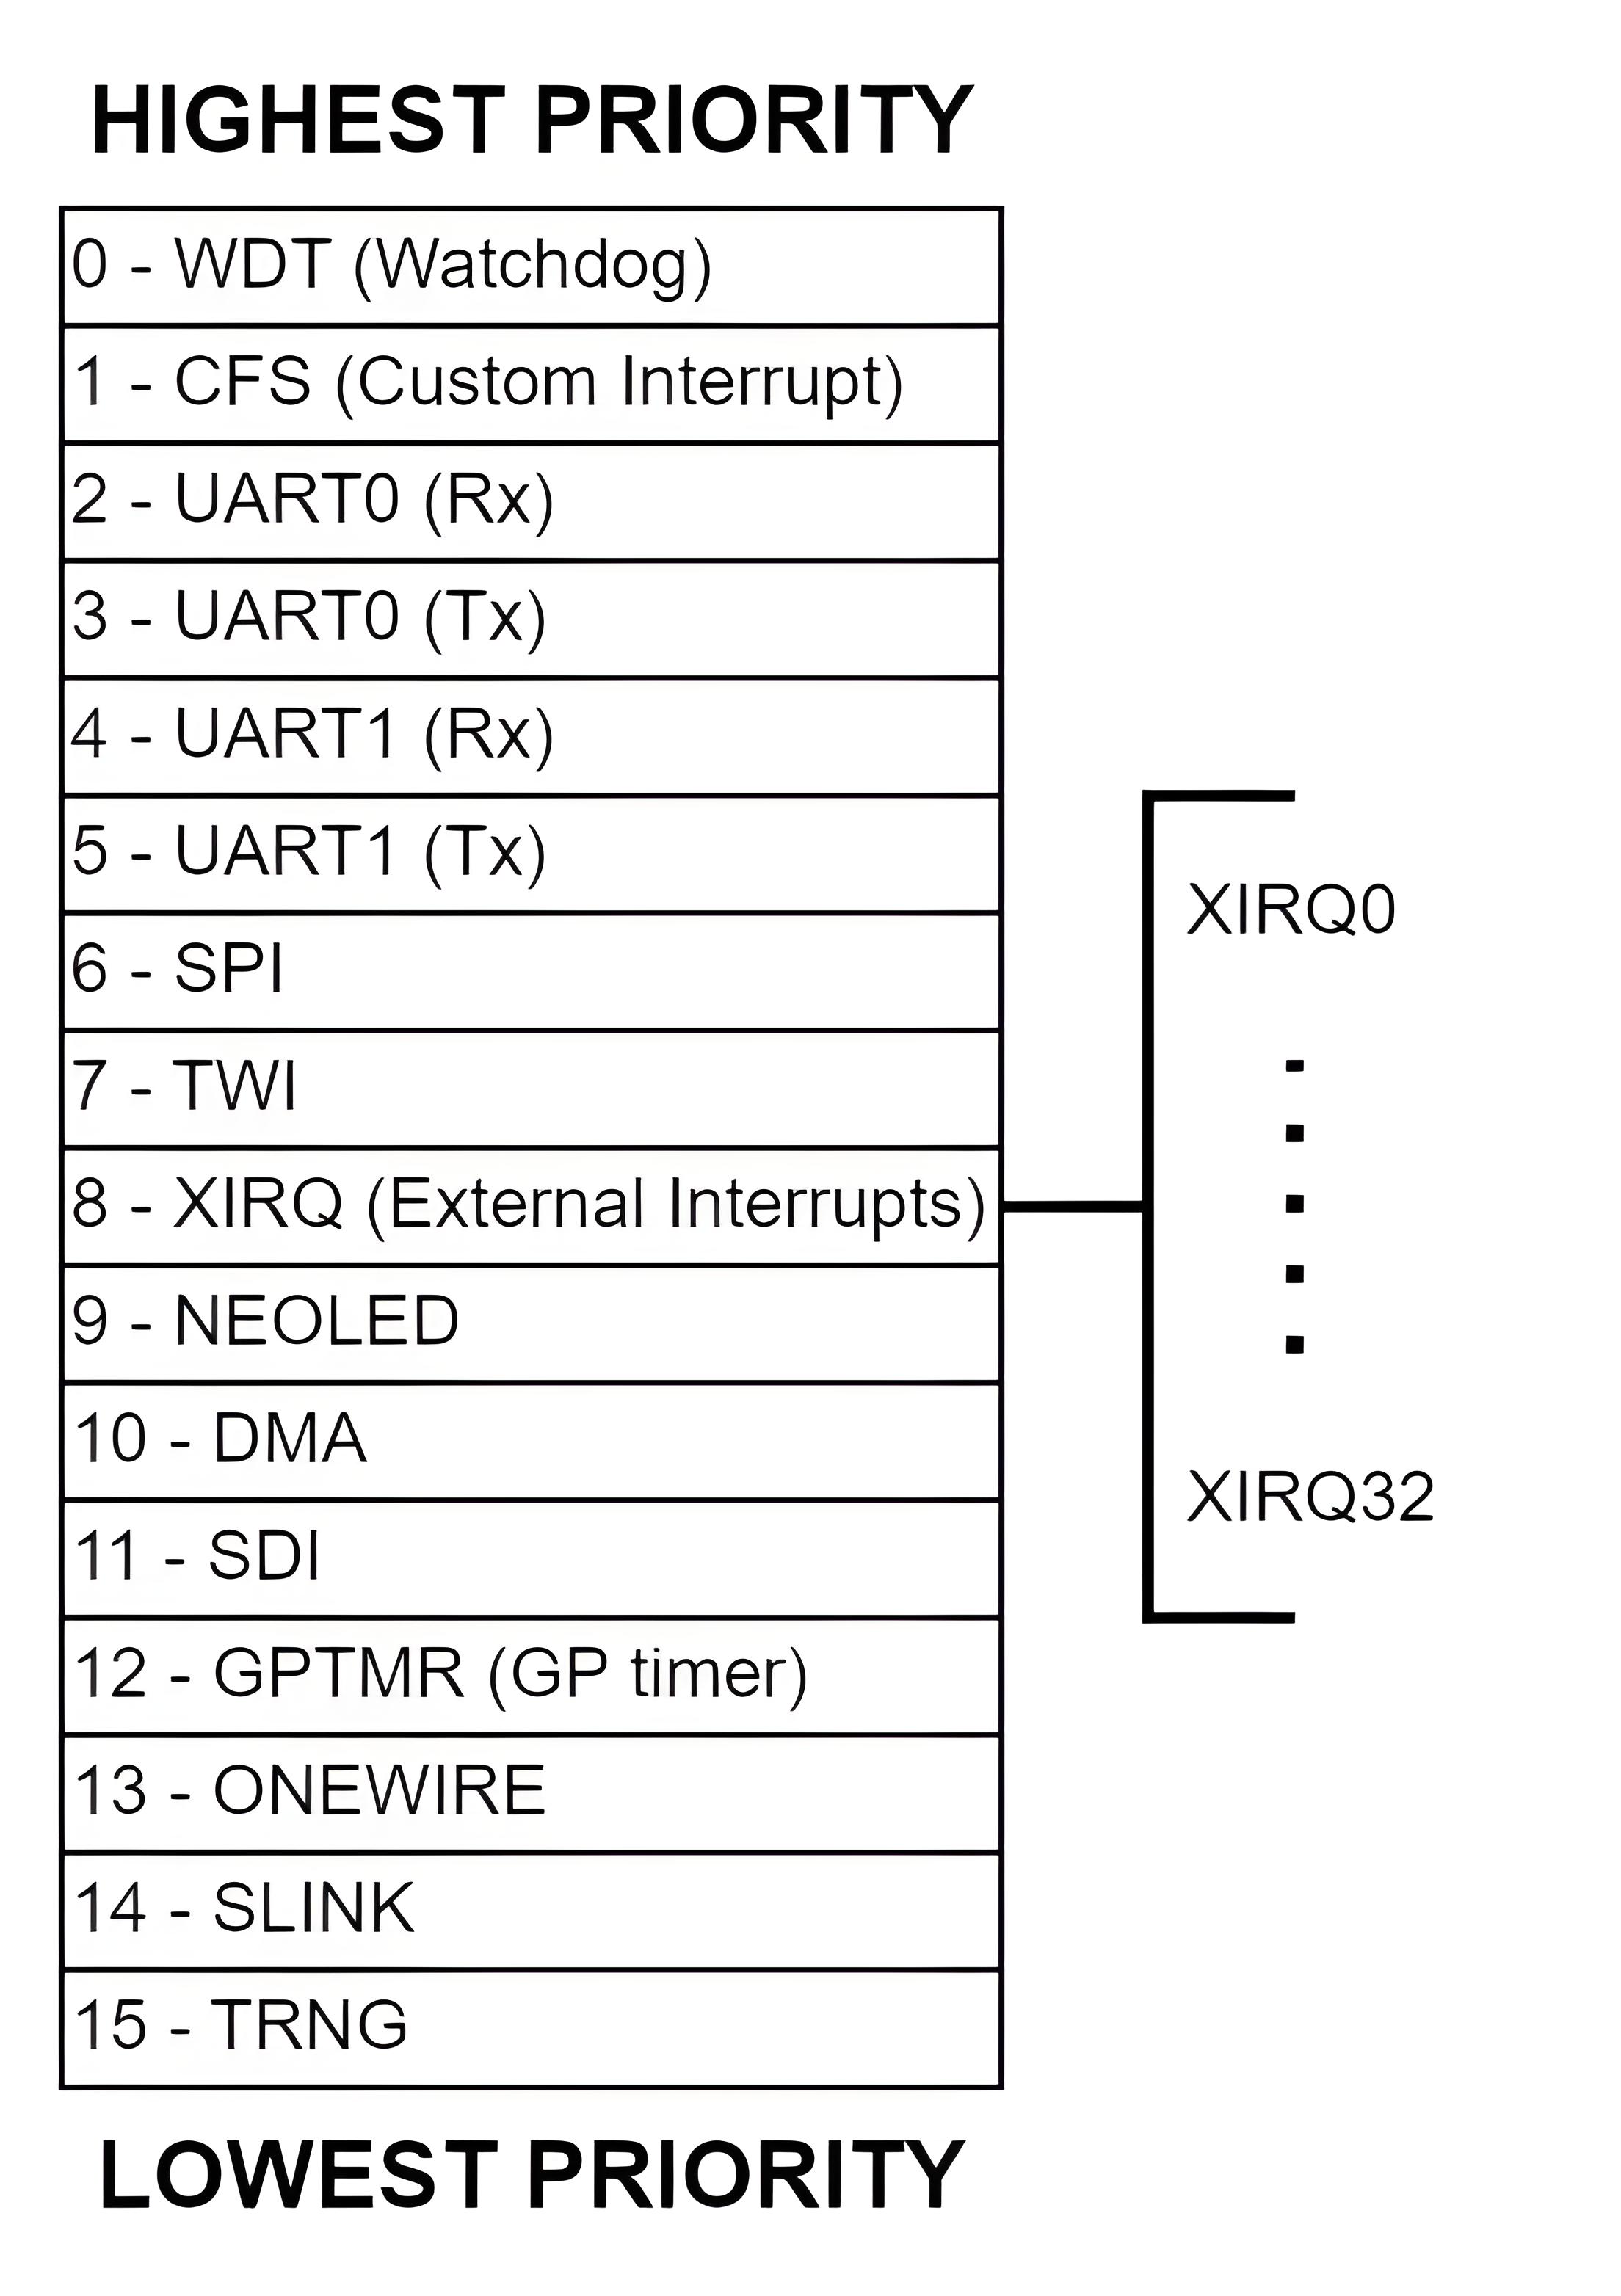 HIGHEST PRIORITY
0 - WDT (Watchdog)
1 - CFS (Custom Interrupt)
2 - UART0 (Rx)
3 - UART0 (Tx)
4 - UART1 (Rx)
5 - UART1 (Tx)
6 - SPI
7 - TWI
8 - XIRQ (External Interrupts)
9 - NEOLED
10 - DMA
11 - SDI
12 - GPTMR (GP timer)
13 - ONEWIRE
14 - SLINK
15 - TRNG
LOWEST PRIORITY
XIRQ0
XIRQ32